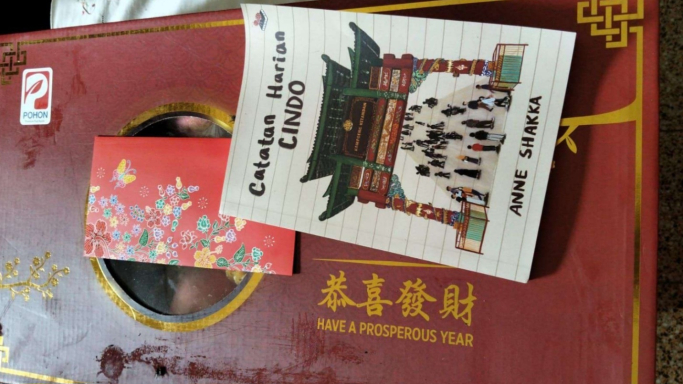 Catatan Harian
CINDO
ANNE SHAKKA
POHON
恭喜發財
HAVE A PROSPEROUS YEAR